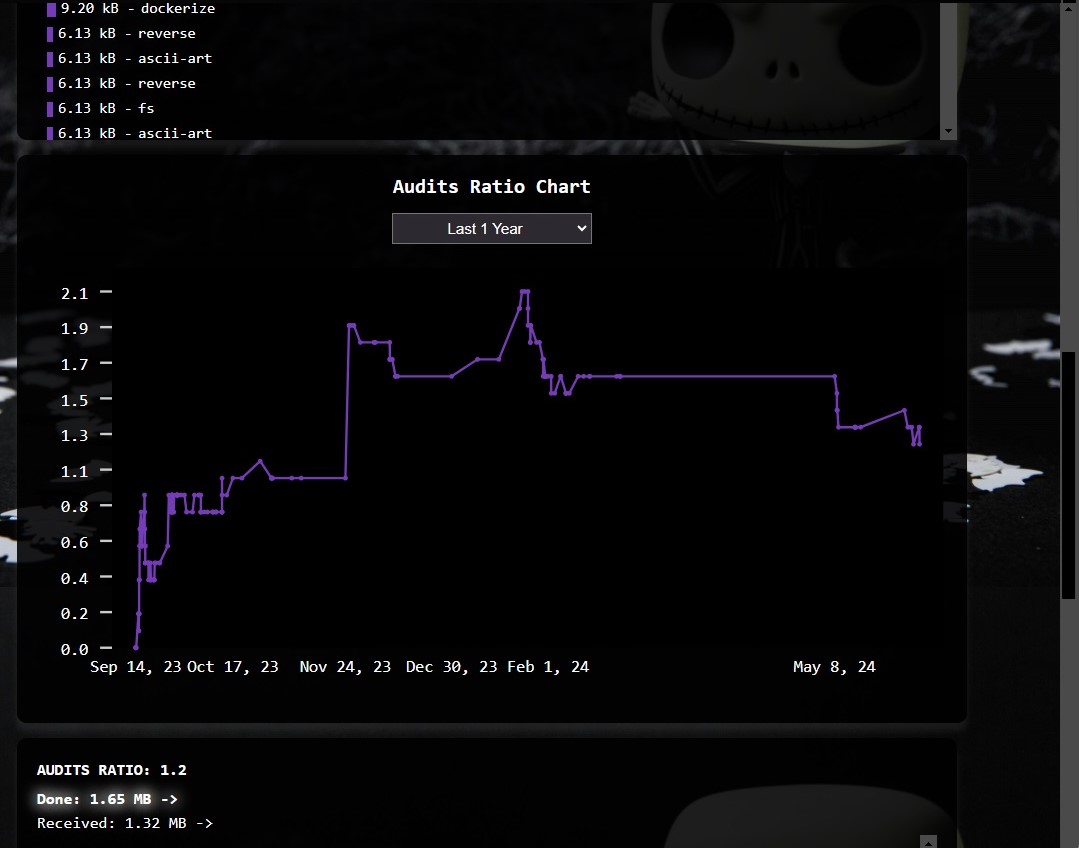 9.20 kB - dockerize
6.13 kB - reverse
6.13 kB - ascii-art
6.13 kB - reverse
6.13 kB - fs
6.13 kB - ascii-art
Audits Ratio Chart
Last 1 Year
2.1
1.9
1.7
1.5
1.3
1.1
0.8
0.6
0.4
0.2
0.0
Sep 14, 23 Oct 17, 23 Nov 24, 23 Dec 30, 23 Feb 1, 24 May 8, 24
AUDITS RATIO: 1.2
Done: 1.65 MB ->
Received: 1.32 MB ->